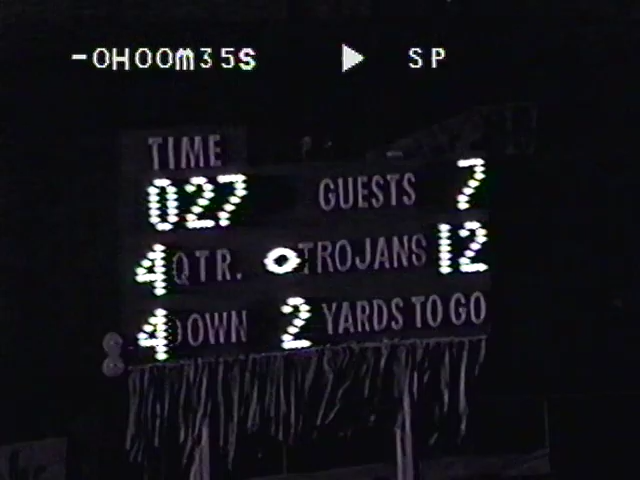 -0H00m35s ▶ SP
TIME
027 GUESTS 7
4 QTR. TROJANS 12
4 DOWN 2 YARDS TO GO